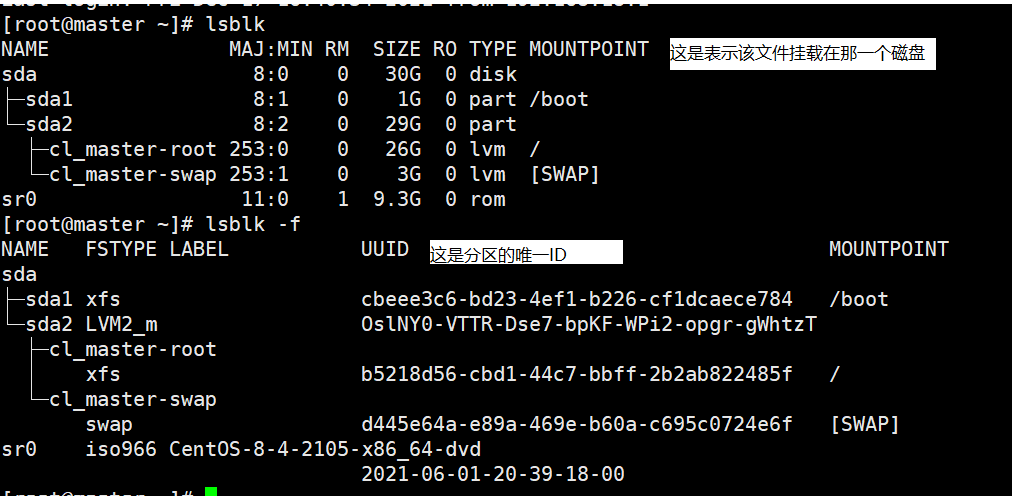 [root@master ~]# lsblk
NAME MAJ:MIN RM SIZE RO TYPE MOUNTPOINT 这是表示该文件挂载在那一个磁盘
sda 8:0 0 30G 0 disk
├─sda1 8:1 0 1G 0 part /boot
└─sda2 8:2 0 29G 0 part
├─cl_master-root 253:0 0 26G 0 lvm /
└─cl_master-swap 253:1 0 3G 0 lvm [SWAP]
sr0 11:0 1 9.3G 0 rom
[root@master ~]# lsblk -f
NAME FSTYPE LABEL UUID 这是分区的唯一ID MOUNTPOINT
sda
├─sda1 xfs cbeee3c6-bd23-4ef1-b226-cf1dcaece784 /boot
└─sda2 LVM2_m OslNY0-VTTR-Dse7-bpKF-WPi2-opgr-gWhtzT
├─cl_master-root
xfs b5218d56-cbd1-44c7-bbff-2b2ab822485f /
└─cl_master-swap
swap d445e64a-e89a-469e-b60a-c695c0724e6f [SWAP]
sr0 iso966 CentOS-8-4-2105-x86_64-dvd
2021-06-01-20-39-18-00
[root@master ~]#